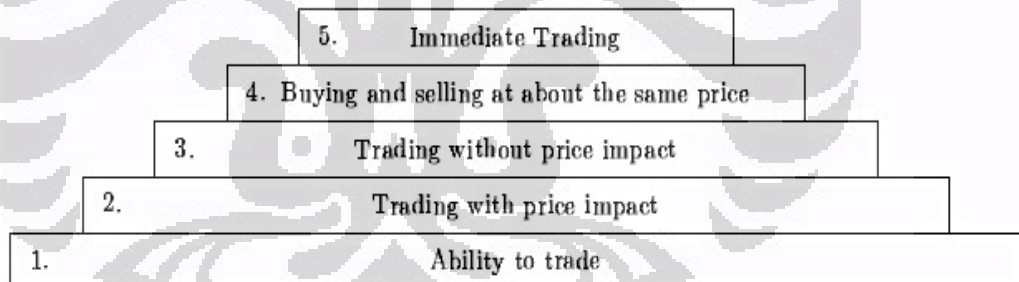 5. Immediate Trading
4. Buying and selling at about the same price
3. Trading without price impact
2. Trading with price impact
1. Ability to trade